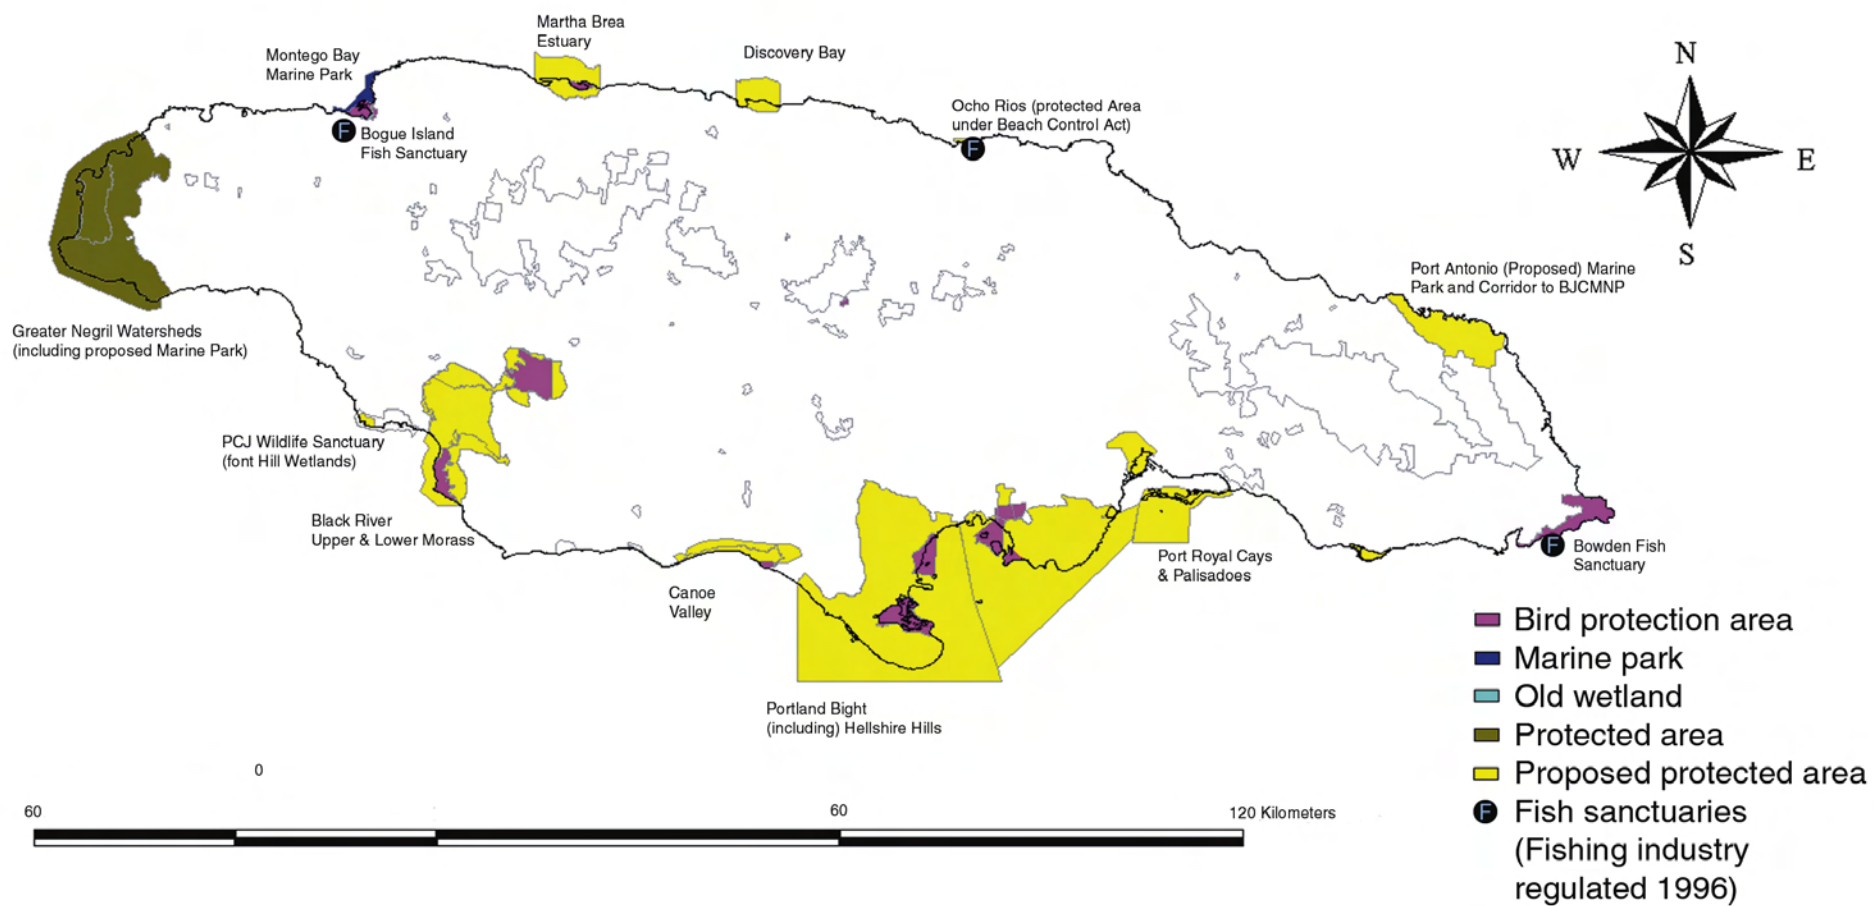 Martha Brea
Estuary
Montego Bay
Marine Park
Discovery Bay
N
Ocho Rios (protected Area
under Beach Control Act)
F
Bogue Island
Fish Sanctuary
F
W
E
S
Port Antonio (Proposed) Marine
Park and Corridor to BJCMNP
Greater Negril Watersheds
(including proposed Marine Park)
PCJ Wildlife Sanctuary
(font Hill Wetlands)
Black River
Upper & Lower Morass
Canoe
Valley
Port Royal Cays
& Palisadoes
F
Bowden Fish
Sanctuary
Portland Bight
(including) Hellshire Hills
Bird protection area
Marine park
Old wetland
Protected area
Proposed protected area
F Fish sanctuaries
(Fishing industry
regulated 1996)
0
60
60
120 Kilometers